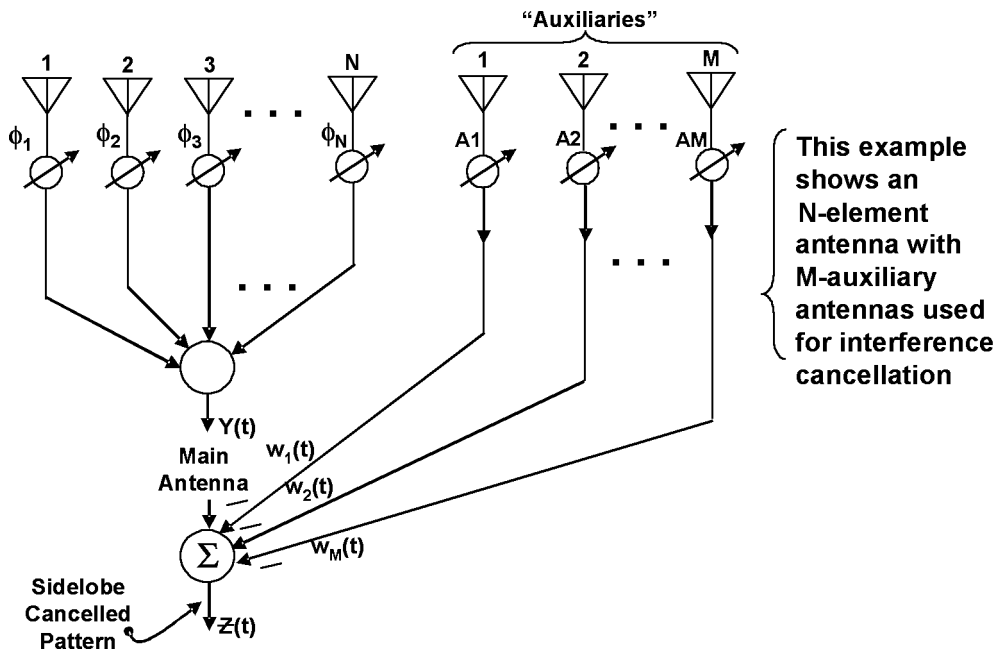 “Auxiliaries”
1 2 3 N 1 2 M
ϕ1 ϕ2 ϕ3 ϕN A1 A2 AM
This example
shows an
N-element
antenna with
M-auxiliary
antennas used
for interference
cancellation
Y(t)
Main
Antenna
w1(t)
w2(t)
wM(t)
Σ
Sidelobe
Cancelled
Pattern
Z(t)